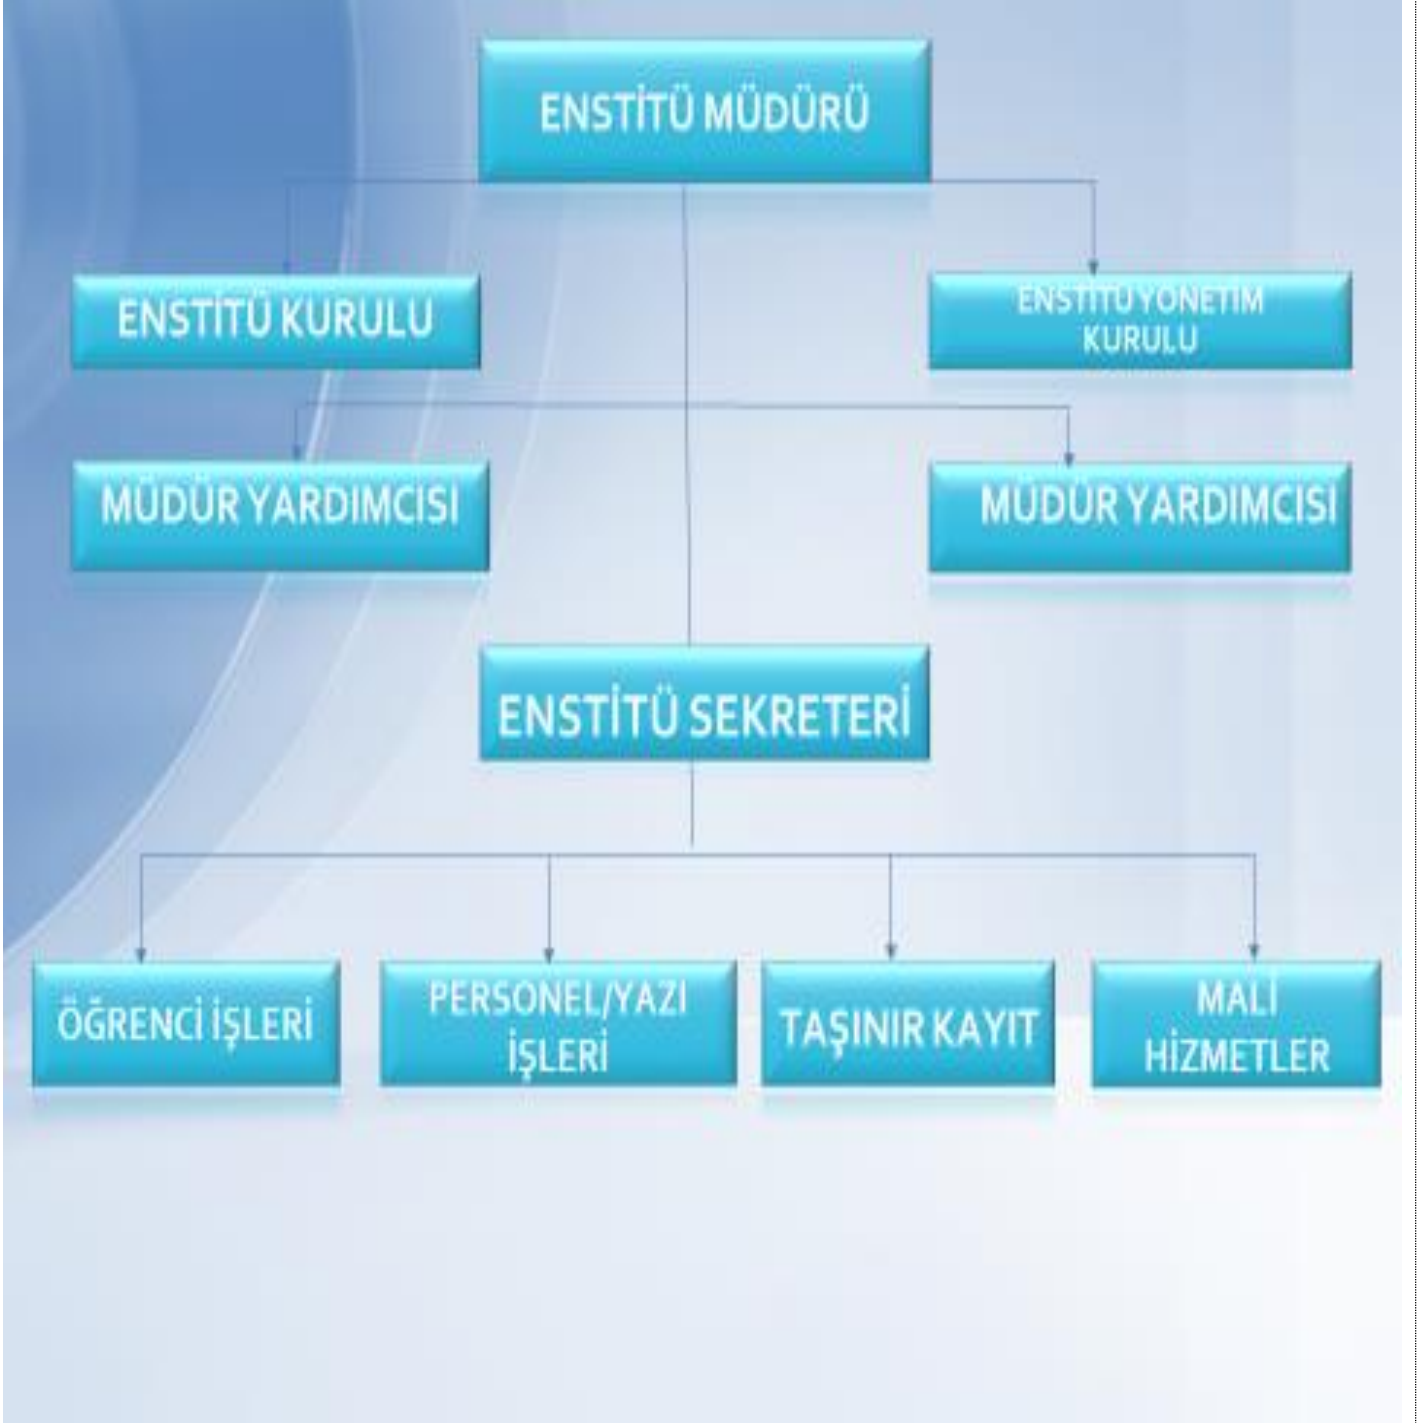 ENSTİTÜ MÜDÜRÜ
ENSTİTÜ KURULU
ENSTİTÜ YÖNETİM
KURULU
MÜDÜR YARDIMCISI
MÜDÜR YARDIMCISI
ENSTİTÜ SEKRETERİ
ÖĞRENCİ İŞLERİ
PERSONEL/YAZI
İŞLERİ
TAŞINIR KAYIT
MALİ
HİZMETLER